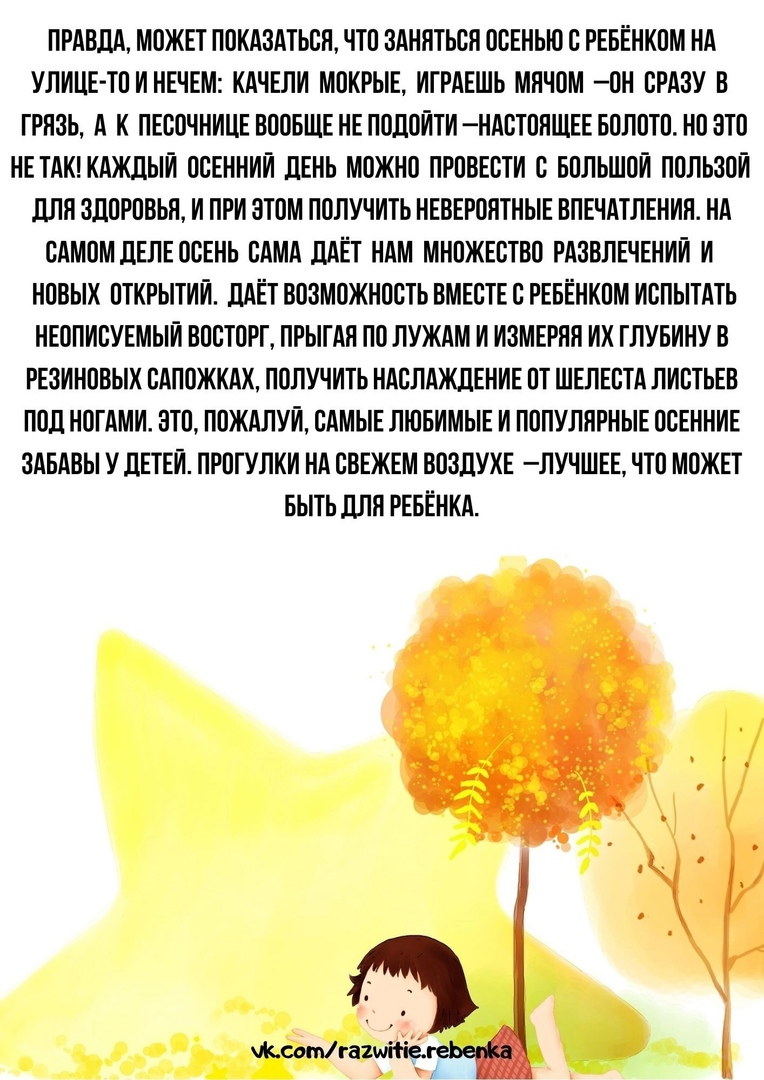 ПРАВДА, МОЖЕТ ПОКАЗАТЬСЯ, ЧТО ЗАНЯТЬСЯ ОСЕНЬЮ С РЕБЁНКОМ НА
УЛИЦЕ-ТО И НЕЧЕМ: КАЧЕЛИ МОКРЫЕ, ИГРАЕШЬ МЯЧОМ –ОН СРАЗУ В
ГРЯЗЬ, А К ПЕСОЧНИЦЕ ВООБЩЕ НЕ ПОДОЙТИ –НАСТОЯЩЕЕ БОЛОТО. НО ЭТО
НЕ ТАК! КАЖДЫЙ ОСЕННИЙ ДЕНЬ МОЖНО ПРОВЕСТИ С БОЛЬШОЙ ПОЛЬЗОЙ
ДЛЯ ЗДОРОВЬЯ, И ПРИ ЭТОМ ПОЛУЧИТЬ НЕВЕРОЯТНЫЕ ВПЕЧАТЛЕНИЯ. НА
САМОМ ДЕЛЕ ОСЕНЬ САМА ДАЁТ НАМ МНОЖЕСТВО РАЗВЛЕЧЕНИЙ И
НОВЫХ ОТКРЫТИЙ. ДАЁТ ВОЗМОЖНОСТЬ ВМЕСТЕ С РЕБЁНКОМ ИСПЫТАТЬ
НЕОПИСУЕМЫЙ ВОСТОРГ, ПРЫГАЯ ПО ЛУЖАМ И ИЗМЕРЯЯ ИХ ГЛУБИНУ В
РЕЗИНОВЫХ САПОЖКАХ, ПОЛУЧИТЬ НАСЛАЖДЕНИЕ ОТ ШЕЛЕСТА ЛИСТЬЕВ
ПОД НОГАМИ. ЭТО, ПОЖАЛУЙ, САМЫЕ ЛЮБИМЫЕ И ПОПУЛЯРНЫЕ ОСЕННИЕ
ЗАБАВЫ У ДЕТЕЙ. ПРОГУЛКИ НА СВЕЖЕМ ВОЗДУХЕ –ЛУЧШЕЕ, ЧТО МОЖЕТ
БЫТЬ ДЛЯ РЕБЁНКА.
vk.com/razwitie.rebenka